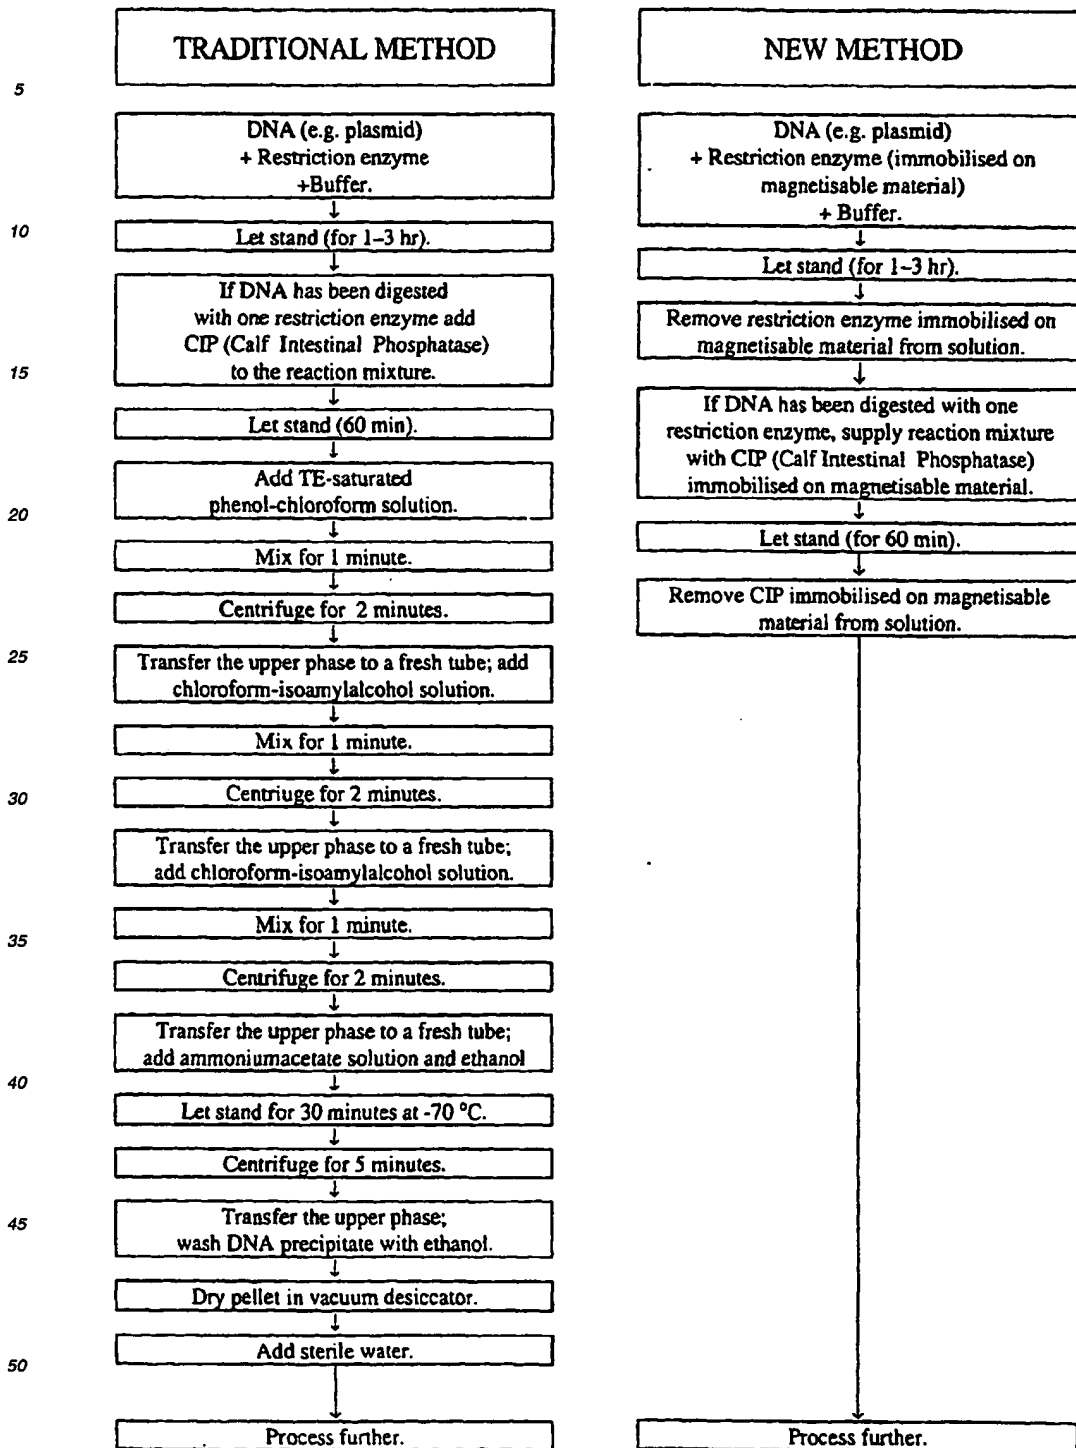 TRADITIONAL METHOD
DNA (e.g. plasmid)
+ Restriction enzyme
+Buffer.
Let stand (for 1–3 hr).
If DNA has been digested
with one restriction enzyme add
CIP (Calf Intestinal Phosphatase)
to the reaction mixture.
Let stand (60 min).
Add TE-saturated
phenol-chloroform solution.
Mix for 1 minute.
Centrifuge for 2 minutes.
Transfer the upper phase to a fresh tube; add
chloroform-isoamylalcohol solution.
Mix for 1 minute.
Centriuge for 2 minutes.
Transfer the upper phase to a fresh tube;
add chloroform-isoamylalcohol solution.
Mix for 1 minute.
Centrifuge for 2 minutes.
Transfer the upper phase to a fresh tube;
add ammoniumacetate solution and ethanol
Let stand for 30 minutes at -70 °C.
Centrifuge for 5 minutes.
Transfer the upper phase;
wash DNA precipitate with ethanol.
Dry pellet in vacuum desiccator.
Add sterile water.
Process further.
NEW METHOD
DNA (e.g. plasmid)
+ Restriction enzyme (immobilised on
magnetisable material)
+ Buffer.
Let stand (for 1–3 hr).
Remove restriction enzyme immobilised on
magnetisable material from solution.
If DNA has been digested with one
restriction enzyme, supply reaction mixture
with CIP (Calf Intestinal Phosphatase)
immobilised on magnetisable material.
Let stand (for 60 min).
Remove CIP immobilised on magnetisable
material from solution.
Process further.
5
10
15
20
25
30
35
40
45
50